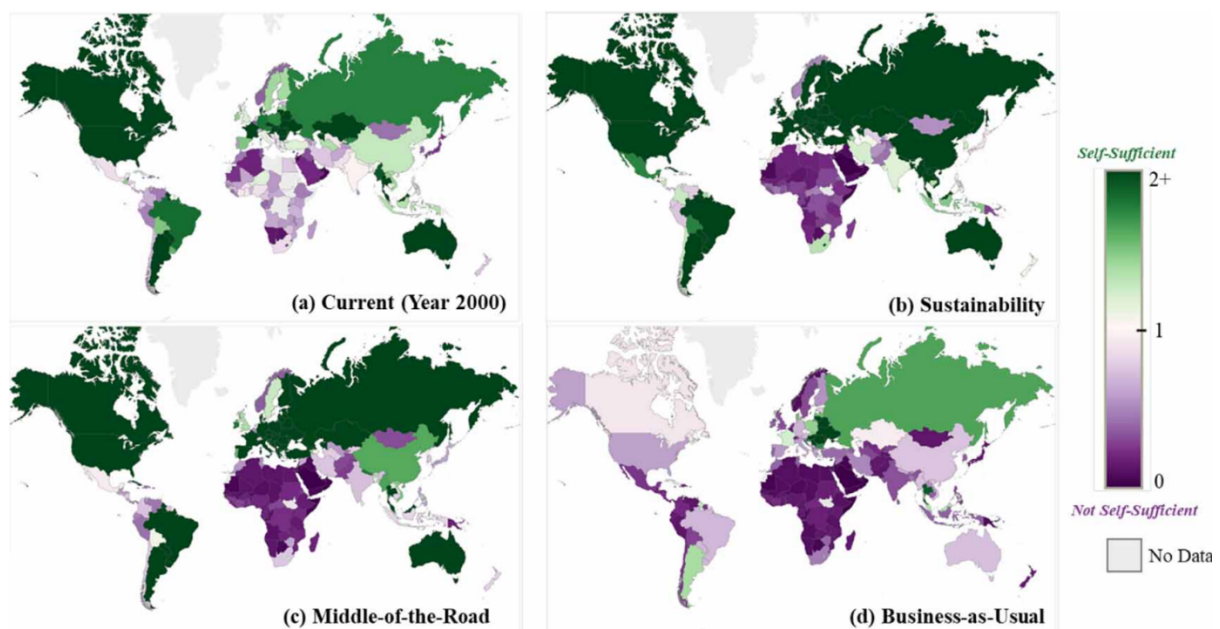 (a) Current (Year 2000)
(b) Sustainability
Self-Sufficient
2+
1
0
Not Self-Sufficient
No Data
(c) Middle-of-the-Road
(d) Business-as-Usual